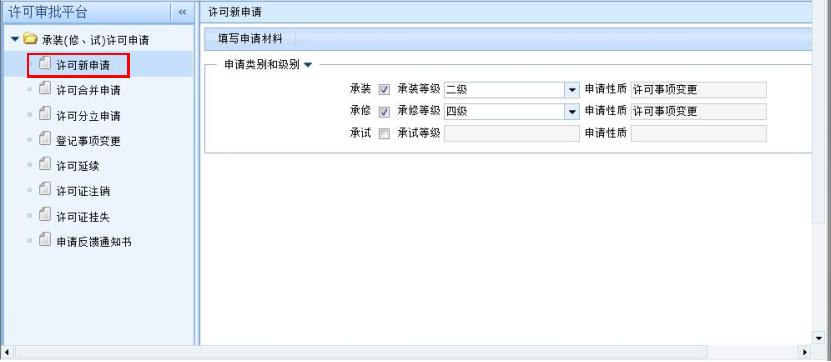 许可审批平台
承装(修、试)许可申请
许可新申请
许可合并申请
许可分立申请
登记事项变更
许可延续
许可证注销
许可证挂失
申请反馈通知书
许可新申请
填写申请材料
申请类别和级别
承装 承装等级 二级 申请性质 许可事项变更
承修 承修等级 四级 申请性质 许可事项变更
承试 承试等级 申请性质